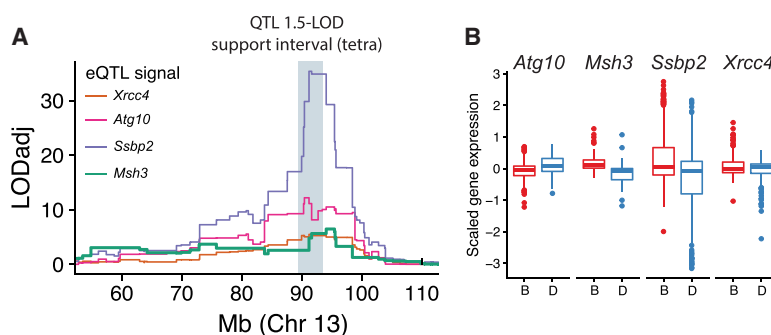 A
QTL 1.5-LOD
support interval (tetra)
eQTL signal
Xrcc4
Atg10
Ssbp2
Msh3
LODadj
30
20
10
0
60 70 80 90 100 110
Mb (Chr 13)
B
Atg10 Msh3 Ssbp2 Xrcc4
Scaled gene expression
3
2
1
0
−1
−2
−3
B D B D B D B D